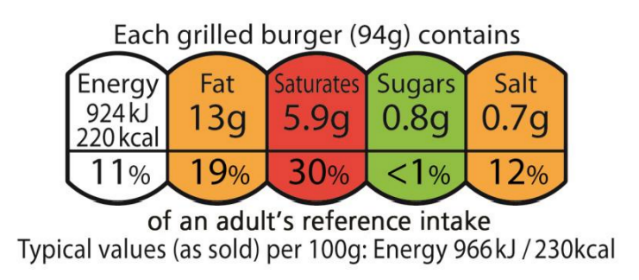 Each grilled burger (94g) contains
Energy Fat Saturates Sugars Salt
924kJ 13g 5.9g 0.8g 0.7g
220kcal
11% 19% 30% <1% 12%
of an adult's reference intake
Typical values (as sold) per 100g: Energy 966kJ / 230kcal